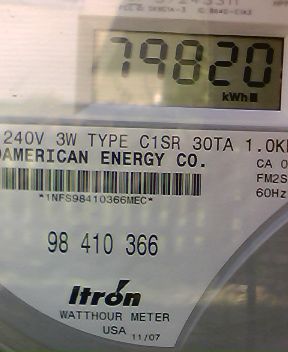 79820
kWh
240V 3W TYPE C1SR 30TA 1.0K
AMERICAN ENERGY CO.
CA 0
FM2S
60Hz
*1NFS98410366MEC*
98 410 366
Itron
WATTHOUR METER
USA 11/07